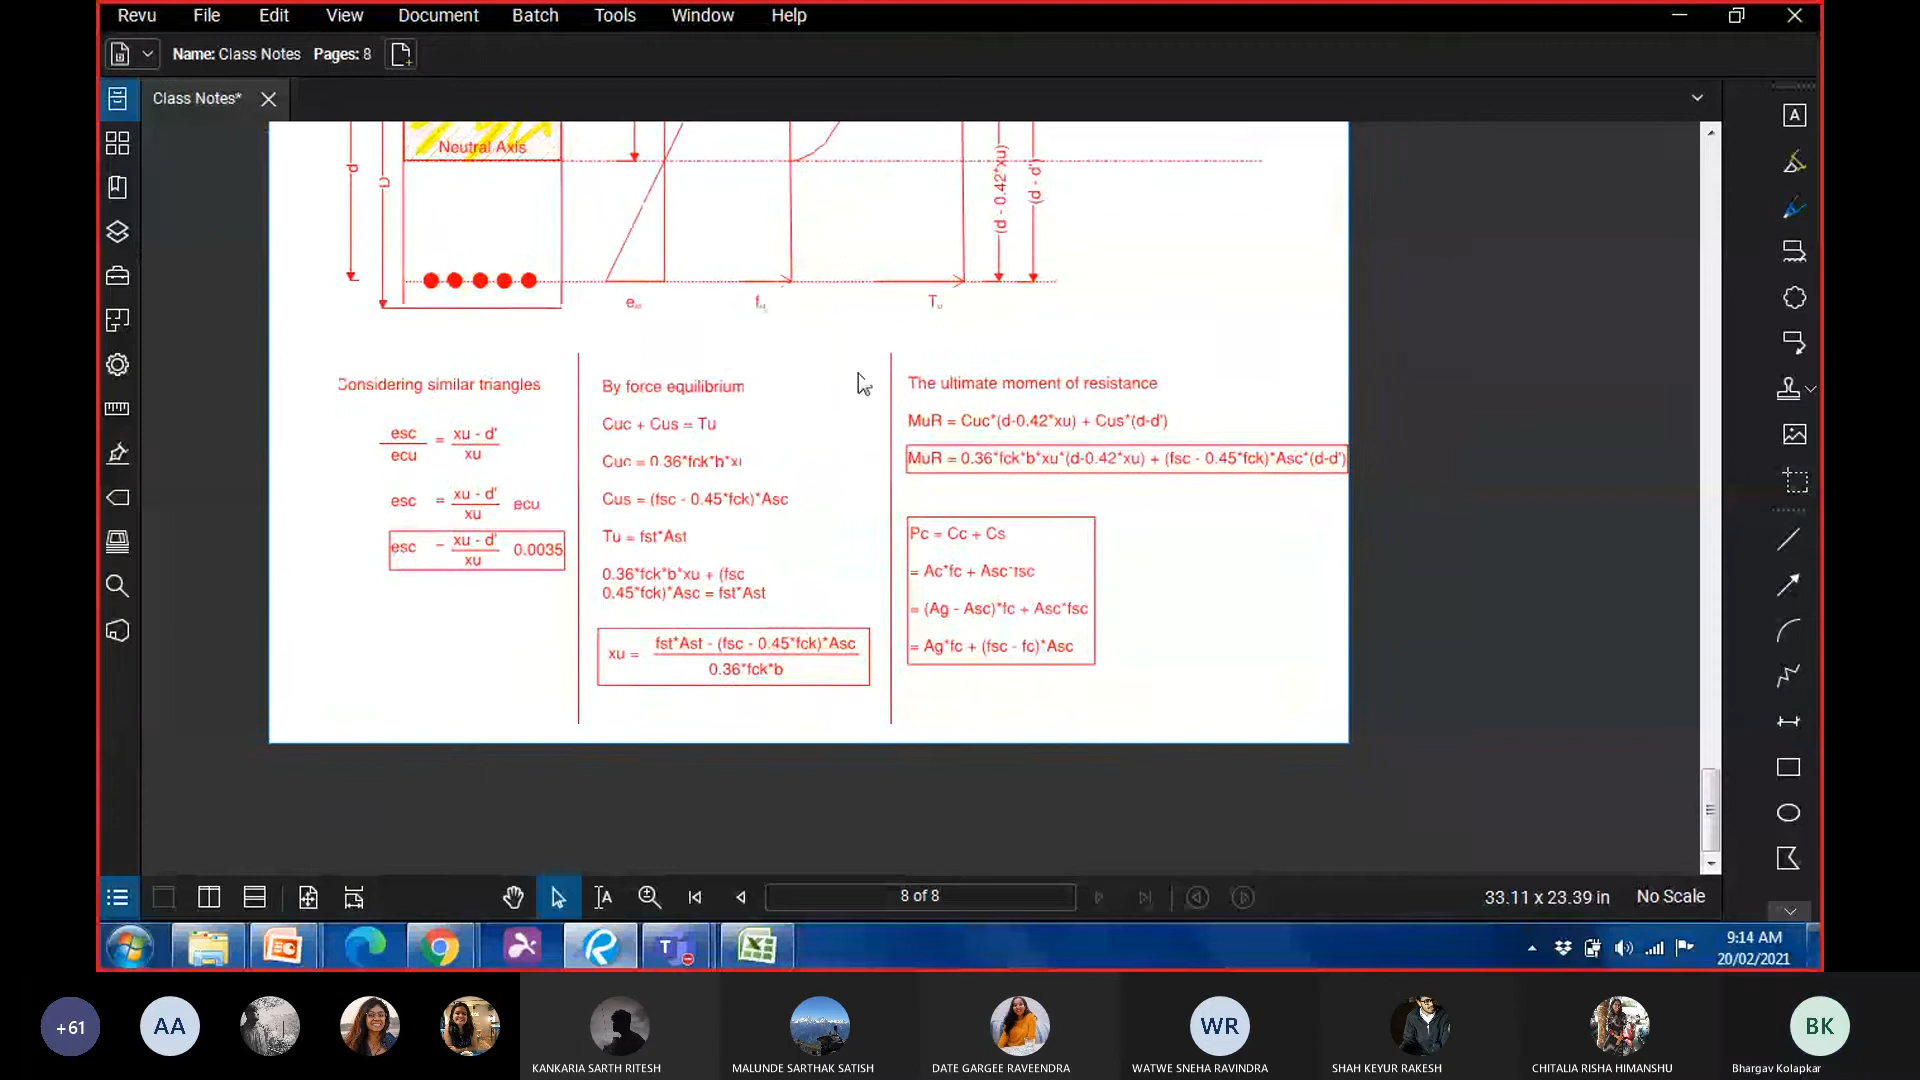 Revu File Edit View Document Batch Tools Window Help
Name: Class Notes Pages: 8
Class Notes*
Neutral Axis
d
D
(d - 0.42*xu)
(d - d')
Tu
Considering similar triangles
esc
ecu
=
xu - d'
xu
esc
=
xu - d'
xu
ecu
esc
=
xu - d'
xu
0.0035
By force equilibrium
Cuc + Cus = Tu
Cuc = 0.36*fck*b*xu
Cus = (fsc - 0.45*fck)*Asc
Tu = fst*Ast
0.36*fck*b*xu + (fsc
0.45*fck)*Asc = fst*Ast
xu =
fst*Ast - (fsc - 0.45*fck)*Asc
0.36*fck*b
The ultimate moment of resistance
MuR = Cuc*(d-0.42*xu) + Cus*(d-d')
MuR = 0.36*fck*b*xu*(d-0.42*xu) + (fsc - 0.45*fck)*Asc*(d-d')
Pc = Cc + Cs
= Ac*fc + Asc*fsc
= (Ag - Asc)*fc + Asc*fsc
= Ag*fc + (fsc - fc)*Asc
8 of 8
33.11 x 23.39 in
No Scale
9:14 AM
20/02/2021
+61
AA
KANKARIA SARTH RITESH
MALUNDE SARTHAK SATISH
DATE GARGEE RAVEENDRA
WR
WATWE SNEHA RAVINDRA
SHAH KEYUR RAKESH
CHITALIA RISHA HIMANSHU
BK
Bhargav Kolapkar